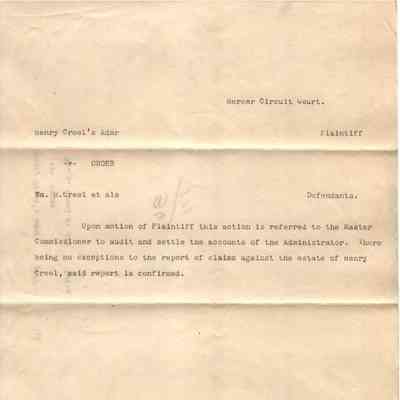 Mercer Circuit Court.
Henry Creel's Admr Plaintiff
v- ORDER
Wm. M.Creel et als Defendants.
Upon motion of Plaintiff this action is referred to the Master
Commissioner to audit and settle the accounts of the Administrator. There
being no exceptions to the report of claims against the estate of Henry
Creel, said report is confirmed.